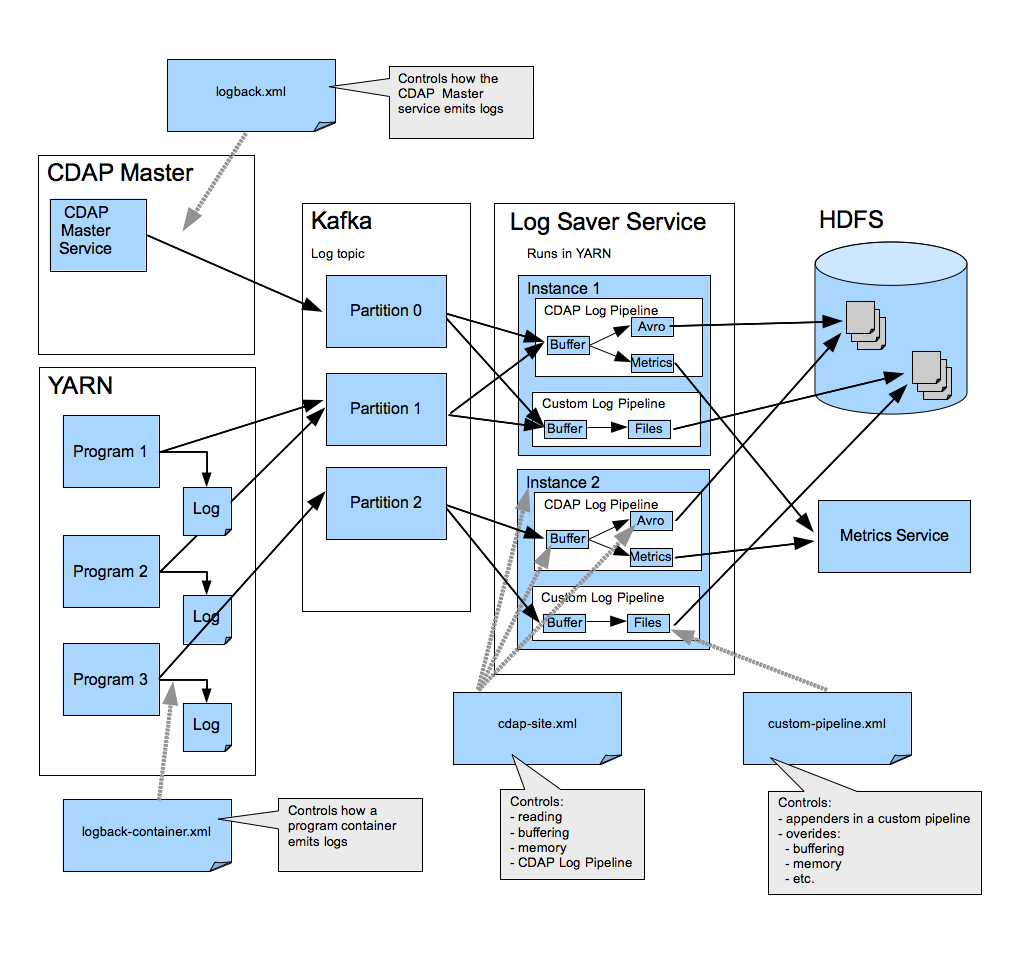 logback.xml
Controls how the
CDAP Master
service emits logs
CDAP Master
CDAP
Master
Service
YARN
Program 1
Log
Program 2
Log
Program 3
Log
logback-container.xml
Controls how a
program container
emits logs
Kafka
Log topic
Partition 0
Partition 1
Partition 2
Log Saver Service
Runs in YARN
Instance 1
CDAP Log Pipeline
Buffer
Avro
Metrics
Custom Log Pipeline
Buffer
Files
Instance 2
CDAP Log Pipeline
Buffer
Avro
Metrics
Custom Log Pipeline
Buffer
Files
HDFS
Metrics Service
cdap-site.xml
Controls:
- reading
- buffering
- memory
- CDAP Log Pipeline
custom-pipeline.xml
Controls:
- appenders in a custom pipeline
- overides:
- buffering
- memory
- etc.